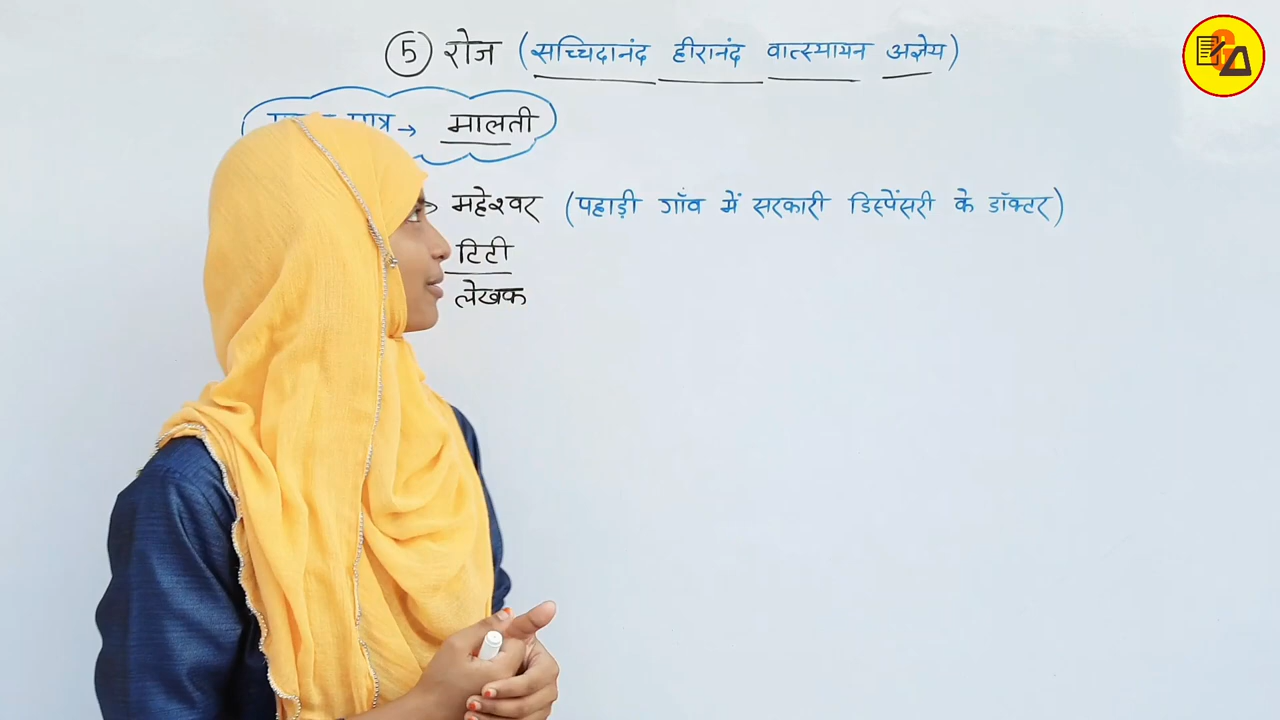 5 रोज (सच्चिदानंद हीरानंद वात्स्यायन अज्ञेय)
पात्र → मालती
→ महेश्वर (पहाड़ी गाँव में सरकारी डिस्पेंसरी के डॉक्टर)
टिटी
लेखक